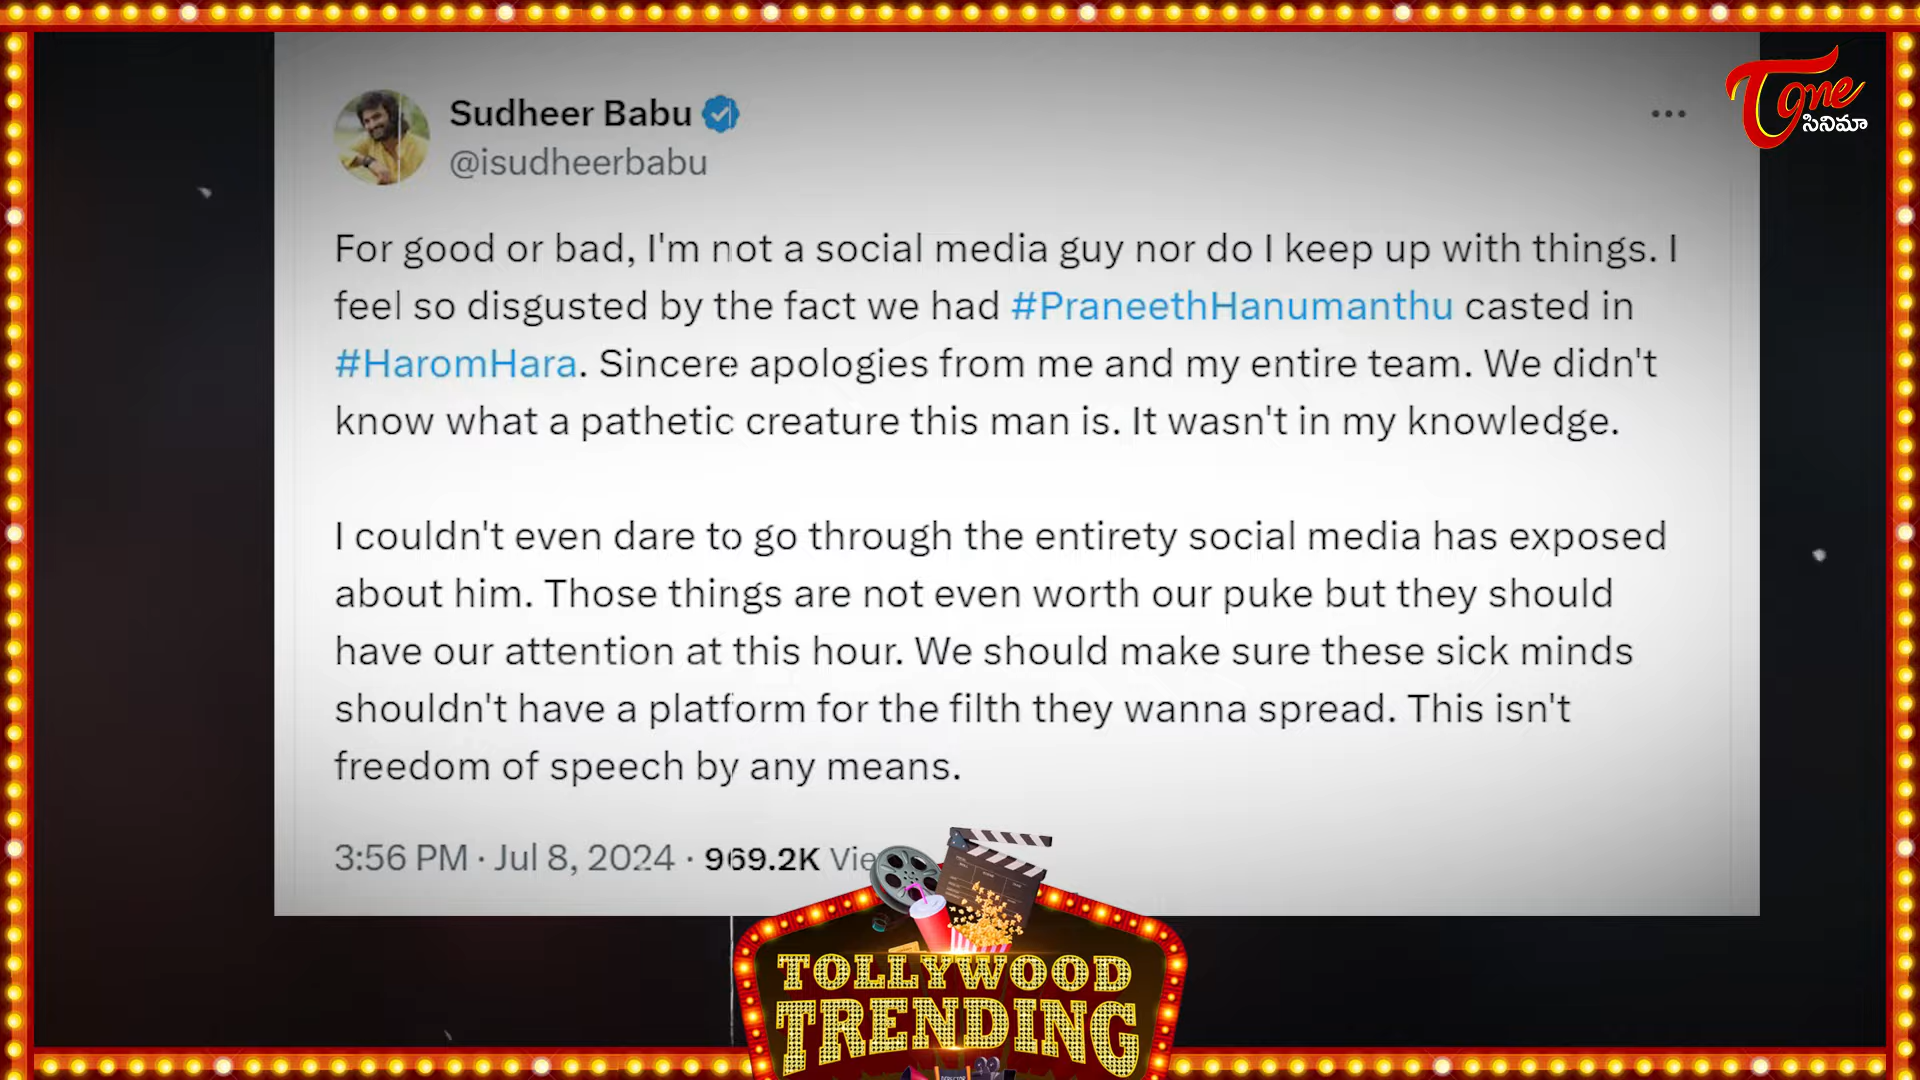 Tone
సినిమా
Sudheer Babu
@isudheerbabu
For good or bad, I'm not a social media guy nor do I keep up with things. I
feel so disgusted by the fact we had #PraneethHanumanthu casted in
#HaromHara. Sincere apologies from me and my entire team. We didn't
know what a pathetic creature this man is. It wasn't in my knowledge.
I couldn't even dare to go through the entirety social media has exposed
about him. Those things are not even worth our puke but they should
have our attention at this hour. We should make sure these sick minds
shouldn't have a platform for the filth they wanna spread. This isn't
freedom of speech by any means.
3:56 PM · Jul 8, 2024 · 969.2K Vie
TOLLYWOOD
TRENDING